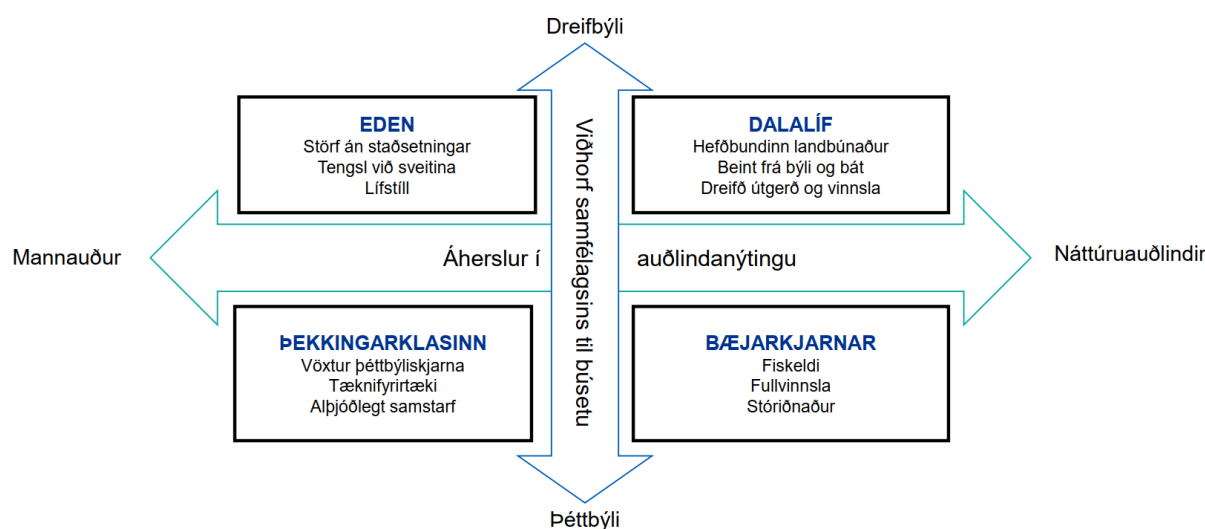 Dreifbýli
EDEN
Störf án staðsetningar
Tengsl við sveitina
Lífstíll
DALALÍF
Hefðbundinn landbúnaður
Beint frá býli og bát
Dreifð útgerð og vinnsla
Viðhorf samfélagsins til búsetu
Mannauður
Áherslur í auðlindanýtingu
Náttúruauðlindir
ÞEKKINGARKLASINN
Vöxtur þéttbýliskjarna
Tæknifyrirtæki
Alþjóðlegt samstarf
BÆJARKJARNAR
Fiskeldi
Fullvinnsla
Stóriðnaður
Þéttbýli